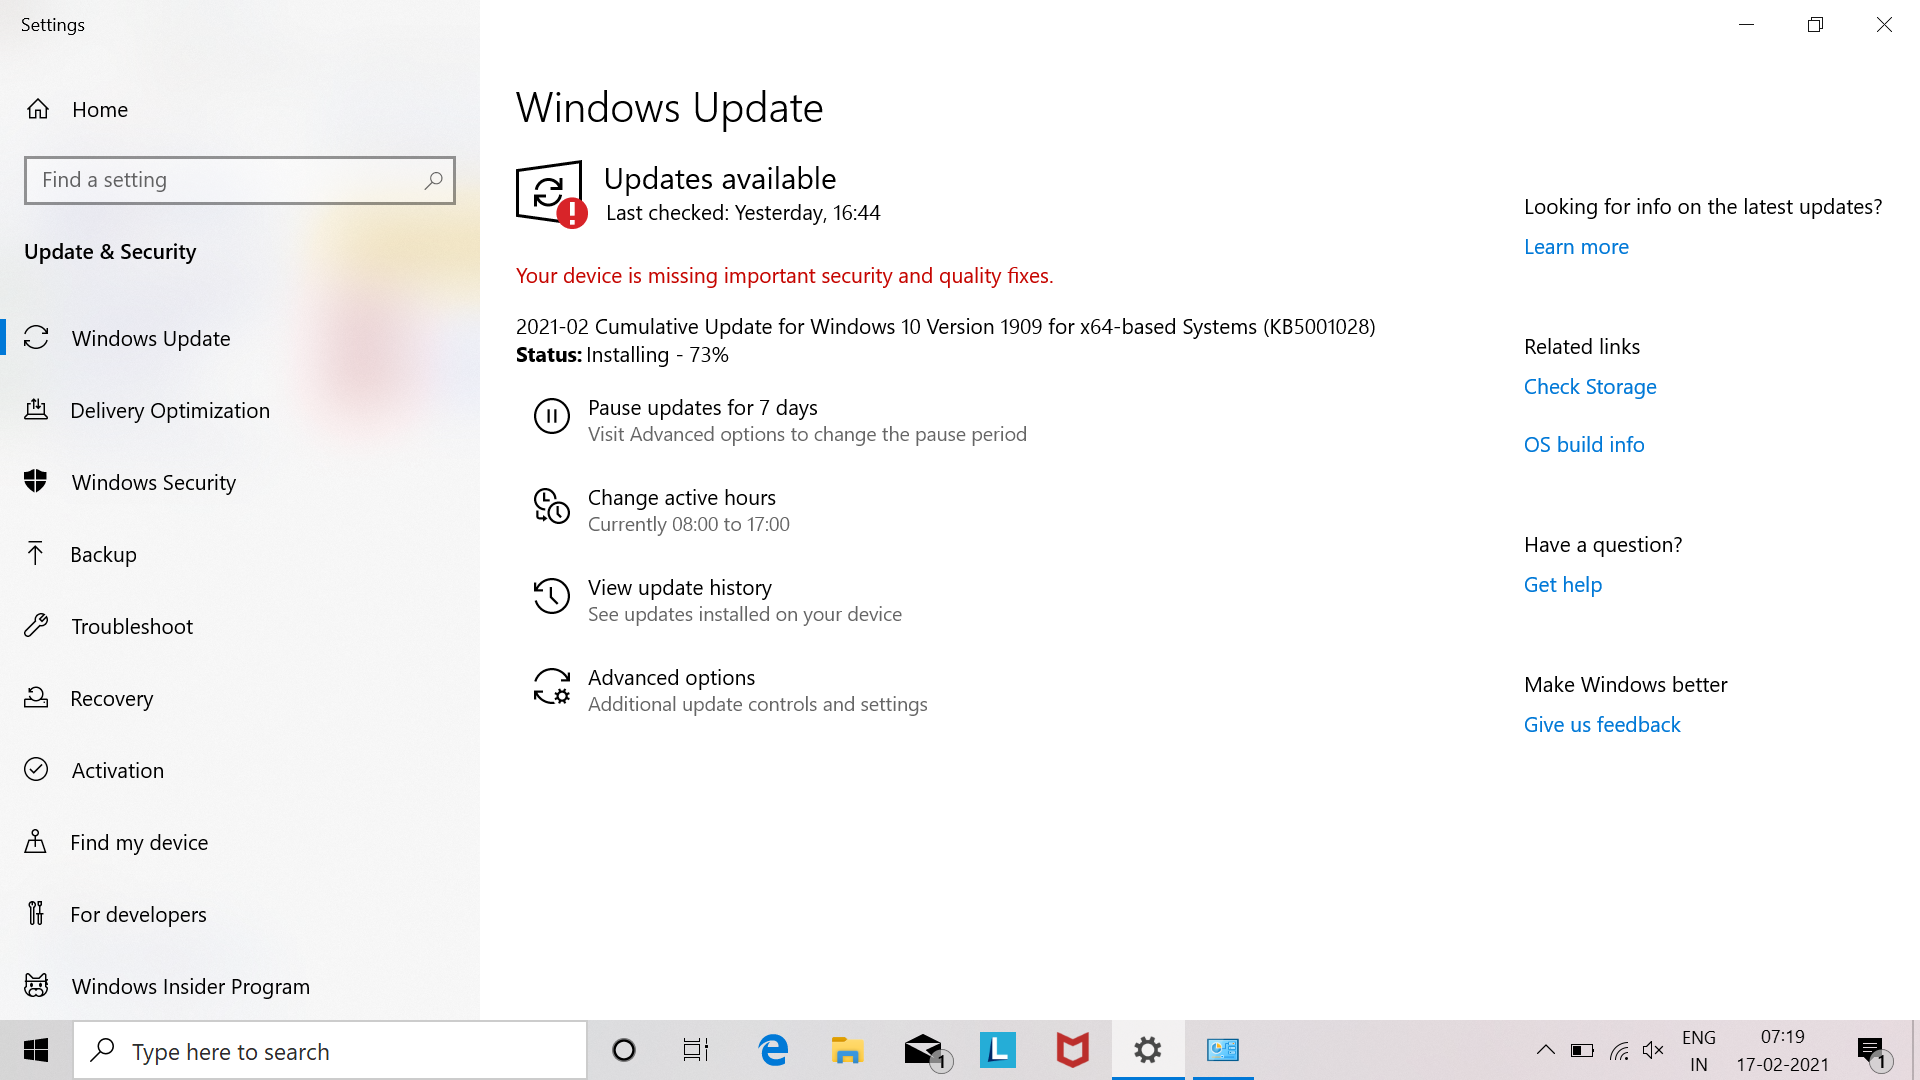 Settings
Home
Find a setting
Update & Security
Windows Update
Delivery Optimization
Windows Security
Backup
Troubleshoot
Recovery
Activation
Find my device
For developers
Windows Insider Program
Windows Update
Updates available
Last checked: Yesterday, 16:44
Your device is missing important security and quality fixes.
2021-02 Cumulative Update for Windows 10 Version 1909 for x64-based Systems (KB5001028)
Status: Installing - 73%
Pause updates for 7 days
Visit Advanced options to change the pause period
Change active hours
Currently 08:00 to 17:00
View update history
See updates installed on your device
Advanced options
Additional update controls and settings
Looking for info on the latest updates?
Learn more
Related links
Check Storage
OS build info
Have a question?
Get help
Make Windows better
Give us feedback
Type here to search
1
L
ENG
IN
07:19
17-02-2021
1